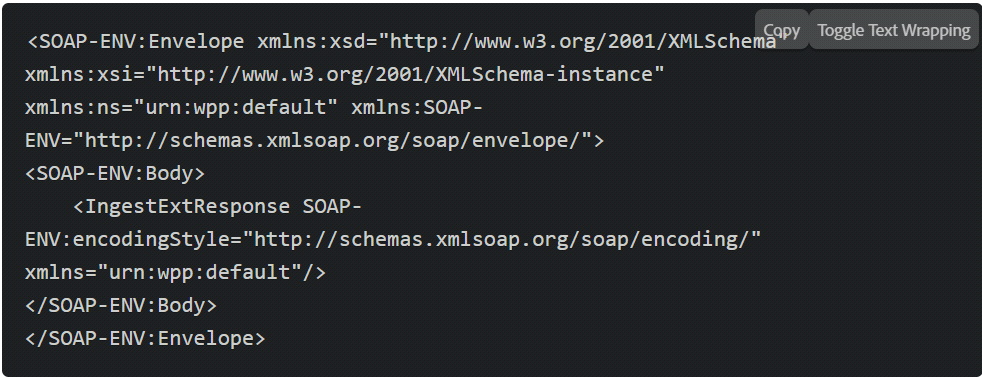 Copy Toggle Text Wrapping
<SOAP-ENV:Envelope xmlns:xsd="http://www.w3.org/2001/XMLSchema"
xmlns:xsi="http://www.w3.org/2001/XMLSchema-instance"
xmlns:ns="urn:wpp:default" xmlns:SOAP-
ENV="http://schemas.xmlsoap.org/soap/envelope/">
<SOAP-ENV:Body>
    <IngestExtResponse SOAP-
ENV:encodingStyle="http://schemas.xmlsoap.org/soap/encoding/"
xmlns="urn:wpp:default"/>
</SOAP-ENV:Body>
</SOAP-ENV:Envelope>